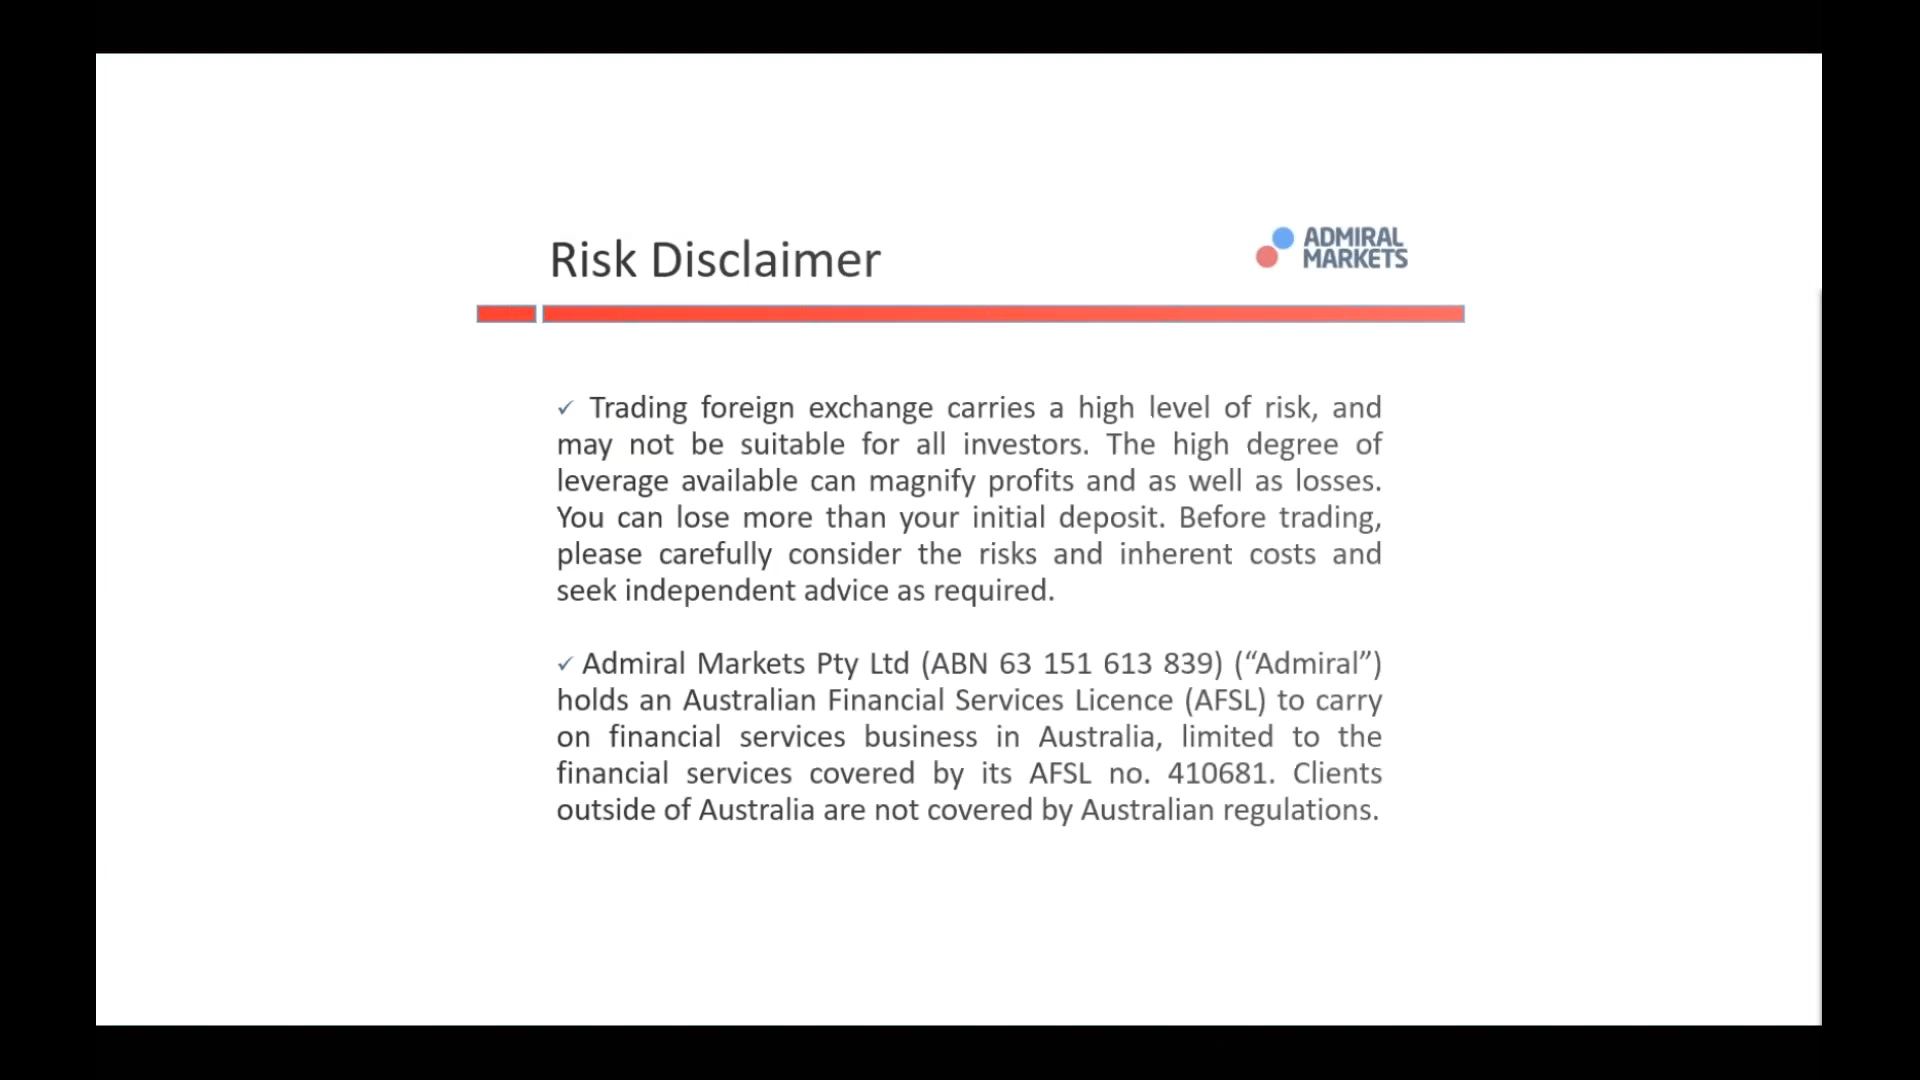 Risk Disclaimer
ADMIRAL
MARKETS
✓ Trading foreign exchange carries a high level of risk, and
may not be suitable for all investors. The high degree of
leverage available can magnify profits and as well as losses.
You can lose more than your initial deposit. Before trading,
please carefully consider the risks and inherent costs and
seek independent advice as required.
✓ Admiral Markets Pty Ltd (ABN 63 151 613 839) (“Admiral”)
holds an Australian Financial Services Licence (AFSL) to carry
on financial services business in Australia, limited to the
financial services covered by its AFSL no. 410681. Clients
outside of Australia are not covered by Australian regulations.